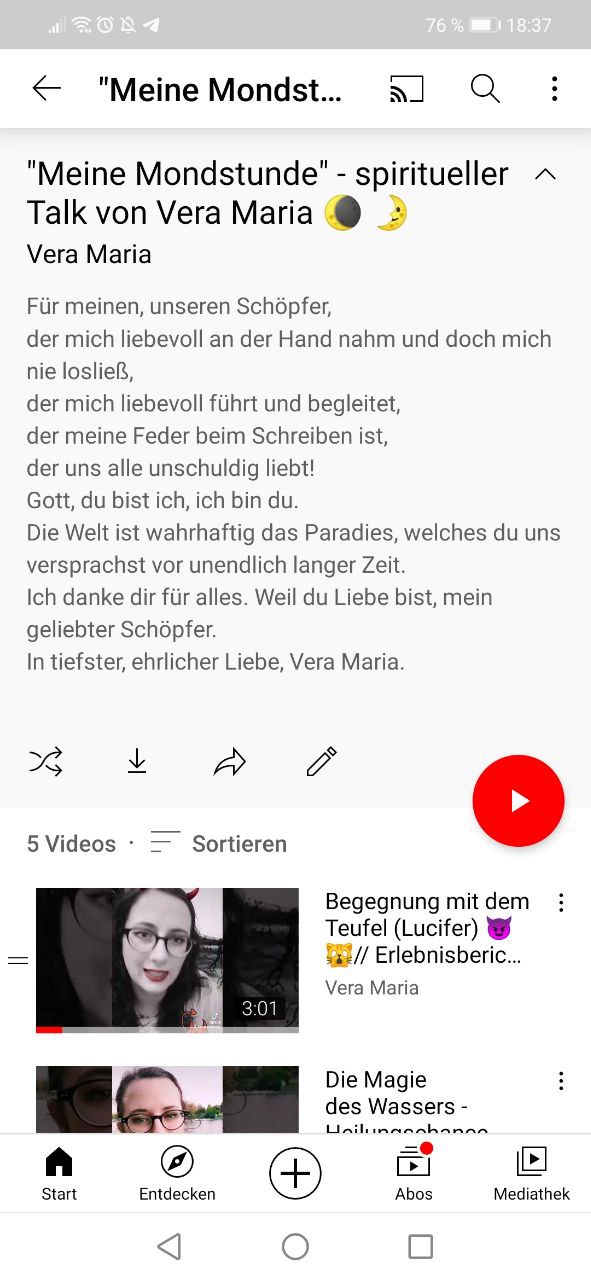 76 % 18:37
"Meine Mondst...
"Meine Mondstunde" - spiritueller
Talk von Vera Maria 🌘 🌛
Vera Maria
Für meinen, unseren Schöpfer,
der mich liebevoll an der Hand nahm und doch mich
nie losließ,
der mich liebevoll führt und begleitet,
der meine Feder beim Schreiben ist,
der uns alle unschuldig liebt!
Gott, du bist ich, ich bin du.
Die Welt ist wahrhaftig das Paradies, welches du uns
versprachst vor unendlich langer Zeit.
Ich danke dir für alles. Weil du Liebe bist, mein
geliebter Schöpfer.
In tiefster, ehrlicher Liebe, Vera Maria.
5 Videos · Sortieren
Begegnung mit dem
Teufel (Lucifer) 😈
🙀// Erlebnisberic...
Vera Maria
3:01
Die Magie
des Wassers -
Heilungschance
Start
Entdecken
Abos
Mediathek